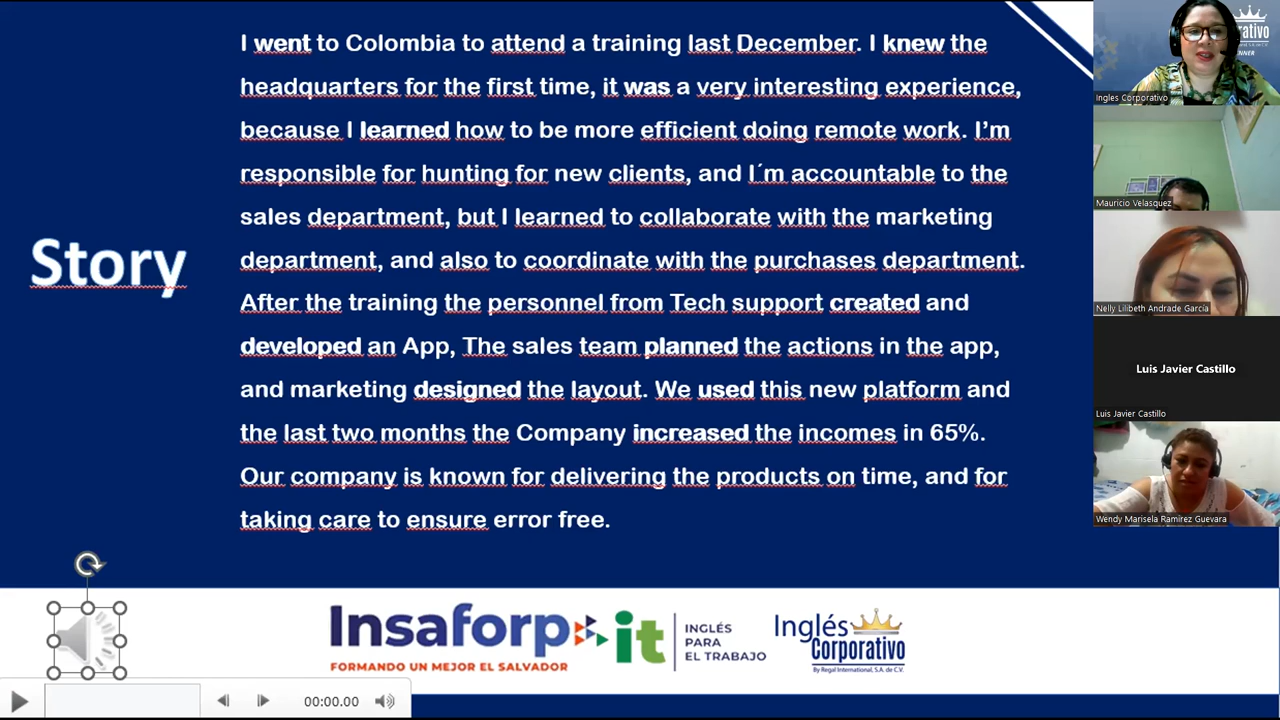 Story
I went to Colombia to attend a training last December. I knew the
headquarters for the first time, it was a very interesting experience,
because I learned how to be more efficient doing remote work. I’m
responsible for hunting for new clients, and I´m accountable to the
sales department, but I learned to collaborate with the marketing
department, and also to coordinate with the purchases department.
After the training the personnel from Tech support created and
developed an App, The sales team planned the actions in the app,
and marketing designed the layout. We used this new platform and
the last two months the Company increased the incomes in 65%.
Our company is known for delivering the products on time, and for
taking care to ensure error free.
Insaforp
FORMANDO UN MEJOR EL SALVADOR
it
INGLÉS
PARA
EL TRABAJO
Inglés
Corporativo
By Regal International, S.A. de C.V.
00:00.00
Ingles Corporativo
Mauricio Velasquez
Nelly Lilibeth Andrade García
Luis Javier Castillo
Luis Javier Castillo
Wendy Marisela Ramirez Guevara